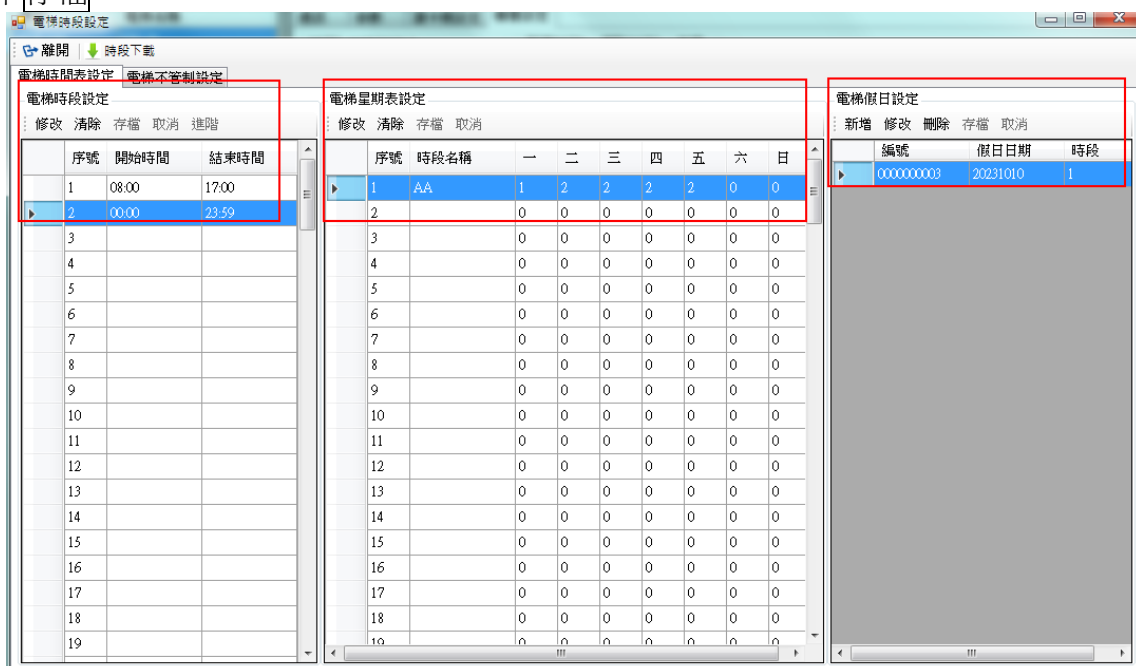 存檔
電梯時段設定
離開 時段下載
電梯時間表設定 電梯不管制設定
電梯時段設定
修改 清除 存檔 取消 進階
序號 開始時間 結束時間
1 08:00 17:00
2 00:00 23:59
3
4
5
6
7
8
9
10
11
12
13
14
15
16
17
18
19
電梯星期表設定
修改 清除 存檔 取消
序號 時段名稱 一 二 三 四 五 六 日
1 AA 1 2 2 2 2 0 0
2 0 0 0 0 0 0 0
3 0 0 0 0 0 0 0
4 0 0 0 0 0 0 0
5 0 0 0 0 0 0 0
6 0 0 0 0 0 0 0
7 0 0 0 0 0 0 0
8 0 0 0 0 0 0 0
9 0 0 0 0 0 0 0
10 0 0 0 0 0 0 0
11 0 0 0 0 0 0 0
12 0 0 0 0 0 0 0
13 0 0 0 0 0 0 0
14 0 0 0 0 0 0 0
15 0 0 0 0 0 0 0
16 0 0 0 0 0 0 0
17 0 0 0 0 0 0 0
18 0 0 0 0 0 0 0
19 0 0 0 0 0 0 0
電梯假日設定
新增 修改 刪除 存檔 取消
編號 假日日期 時段
0000000003 20231010 1